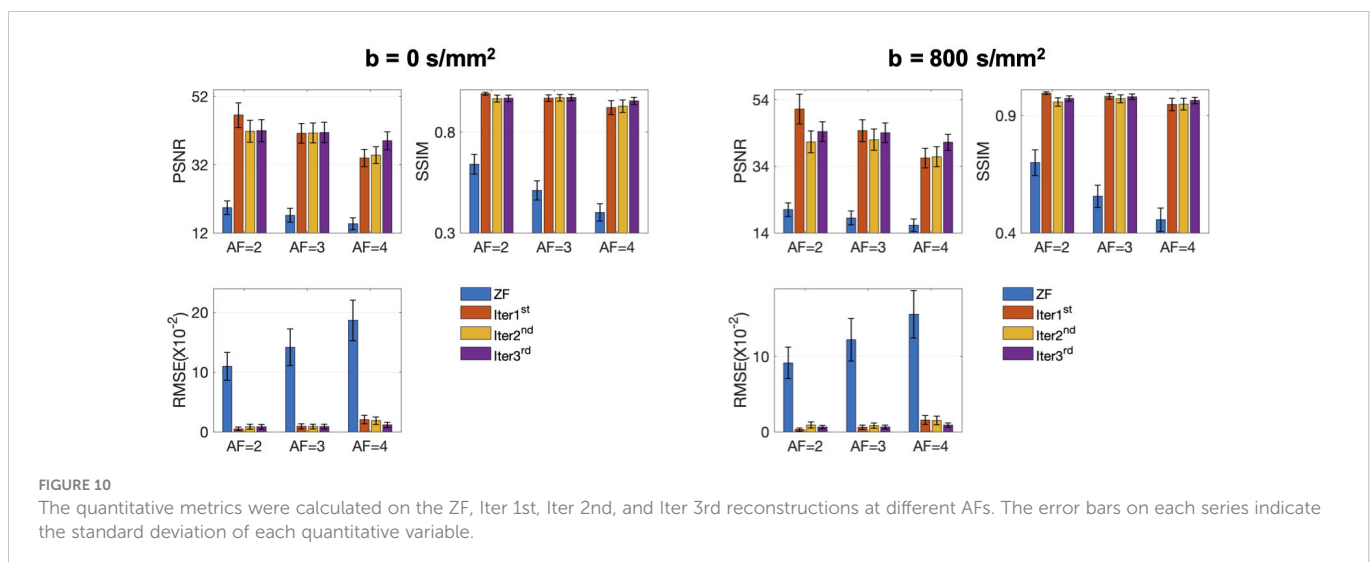 b = 0 s/mm²
b = 800 s/mm²
PSNR
52
32
12
AF=2 AF=3 AF=4
SSIM
0.8
0.3
AF=2 AF=3 AF=4
PSNR
54
34
14
AF=2 AF=3 AF=4
SSIM
0.9
0.4
AF=2 AF=3 AF=4
RMSE(X10⁻²)
20
10
0
AF=2 AF=3 AF=4
ZF
Iter1ˢᵗ
Iter2ⁿᵈ
Iter3ʳᵈ
RMSE(X10⁻²)
10
0
AF=2 AF=3 AF=4
ZF
Iter1ˢᵗ
Iter2ⁿᵈ
Iter3ʳᵈ
FIGURE 10
The quantitative metrics were calculated on the ZF, Iter 1st, Iter 2nd, and Iter 3rd reconstructions at different AFs. The error bars on each series indicate
the standard deviation of each quantitative variable.